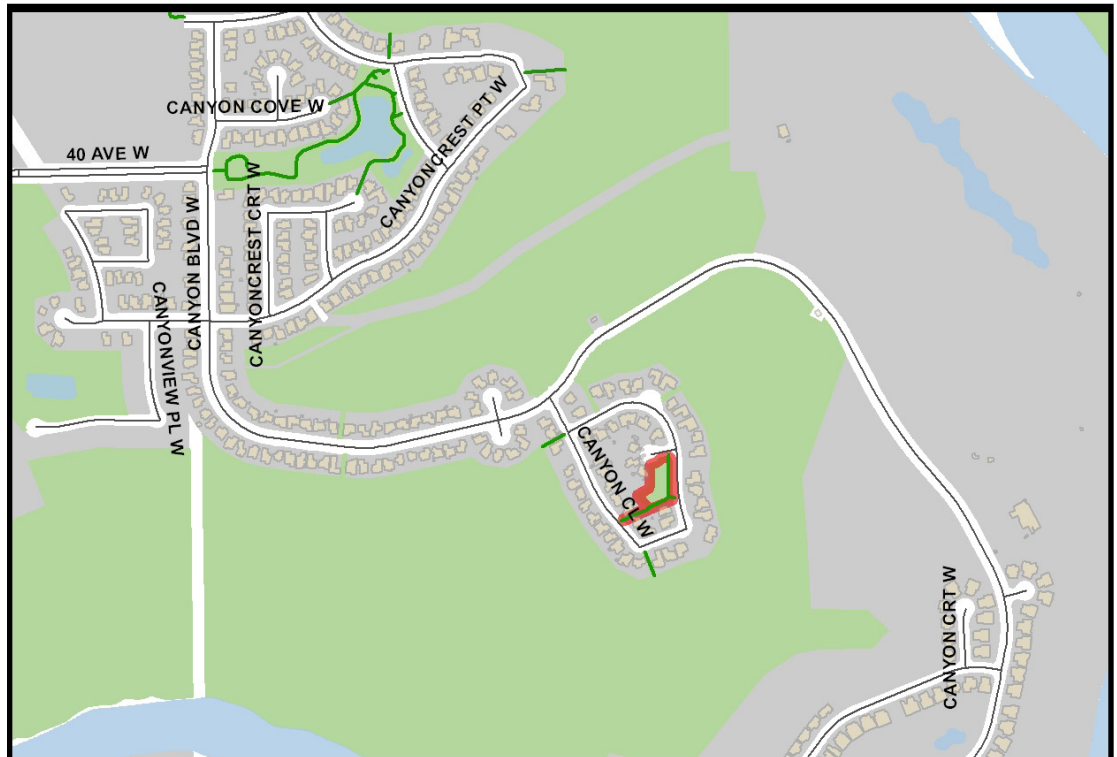 CANYON COVE W
40 AVE W
CANYONCREST PT W
CANYONCREST CRT W
CANYON BLVD W
CANYONVIEW PL W
CANYON CL W
CANYON CRT W